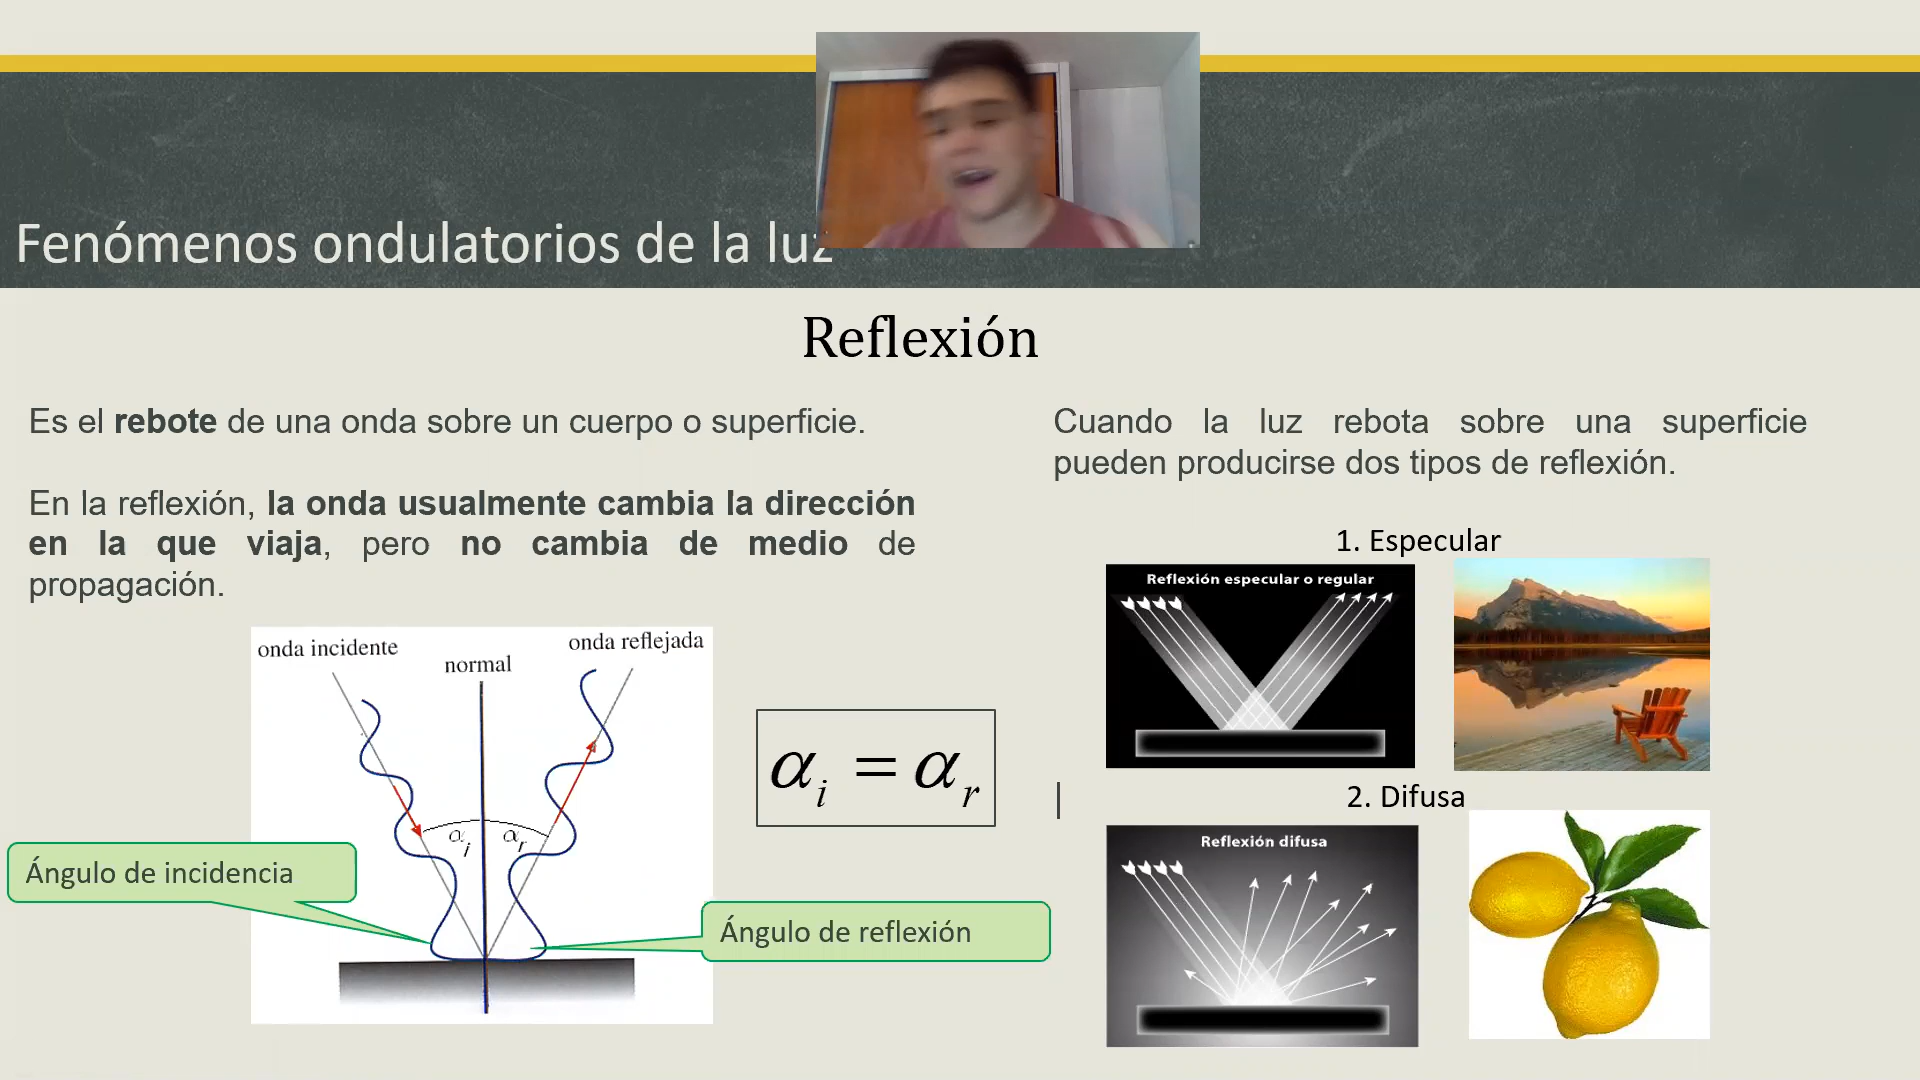 Fenómenos ondulatorios de la luz
Reflexión
Es el rebote de una onda sobre un cuerpo o superficie.
En la reflexión, la onda usualmente cambia la dirección
en la que viaja, pero no cambia de medio de
propagación.
onda incidente
normal
onda reflejada
αi
αr
Ángulo de incidencia
Ángulo de reflexión
αi = αr
Cuando la luz rebota sobre una superficie
pueden producirse dos tipos de reflexión.
1. Especular
Reflexión especular o regular
2. Difusa
Reflexión difusa